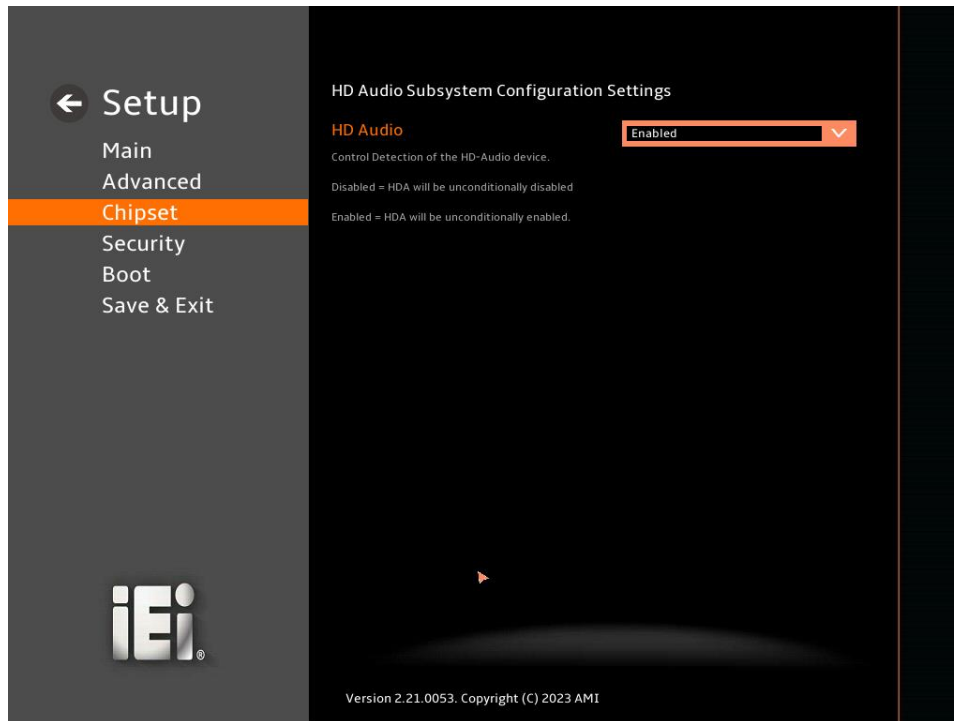 Setup
Main
Advanced
Chipset
Security
Boot
Save & Exit
iEi®
HD Audio Subsystem Configuration Settings
HD Audio
Enabled
Control Detection of the HD-Audio device.
Disabled = HDA will be unconditionally disabled
Enabled = HDA will be unconditionally enabled.
Version 2.21.0053. Copyright (C) 2023 AMI